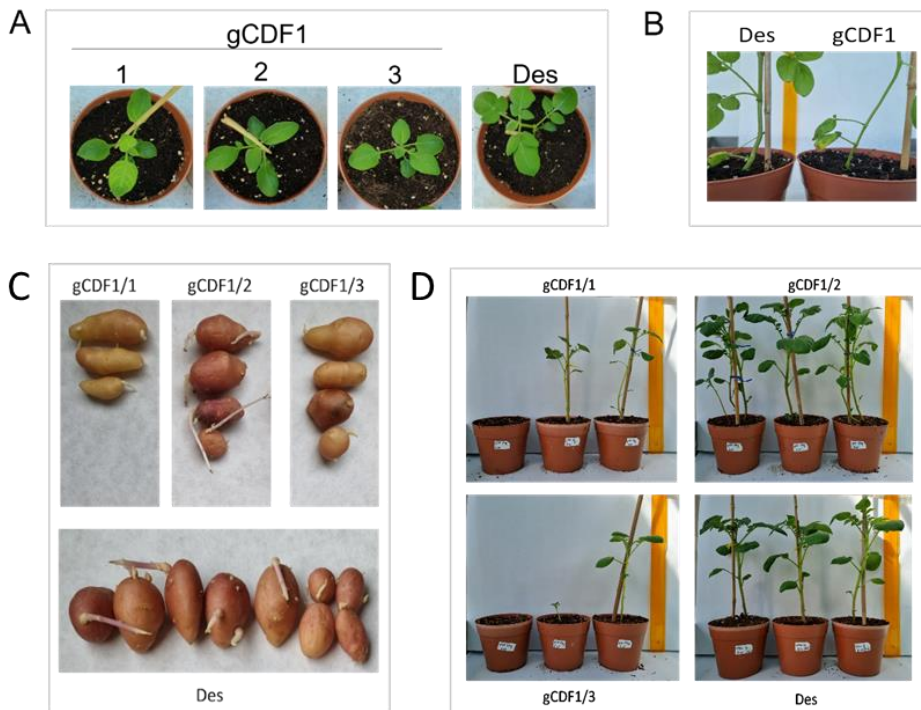 A
gCDF1
1 2 3 Des
B
Des gCDF1
C
gCDF1/1 gCDF1/2 gCDF1/3
Des
D
gCDF1/1 gCDF1/2
gCDF1/3 Des